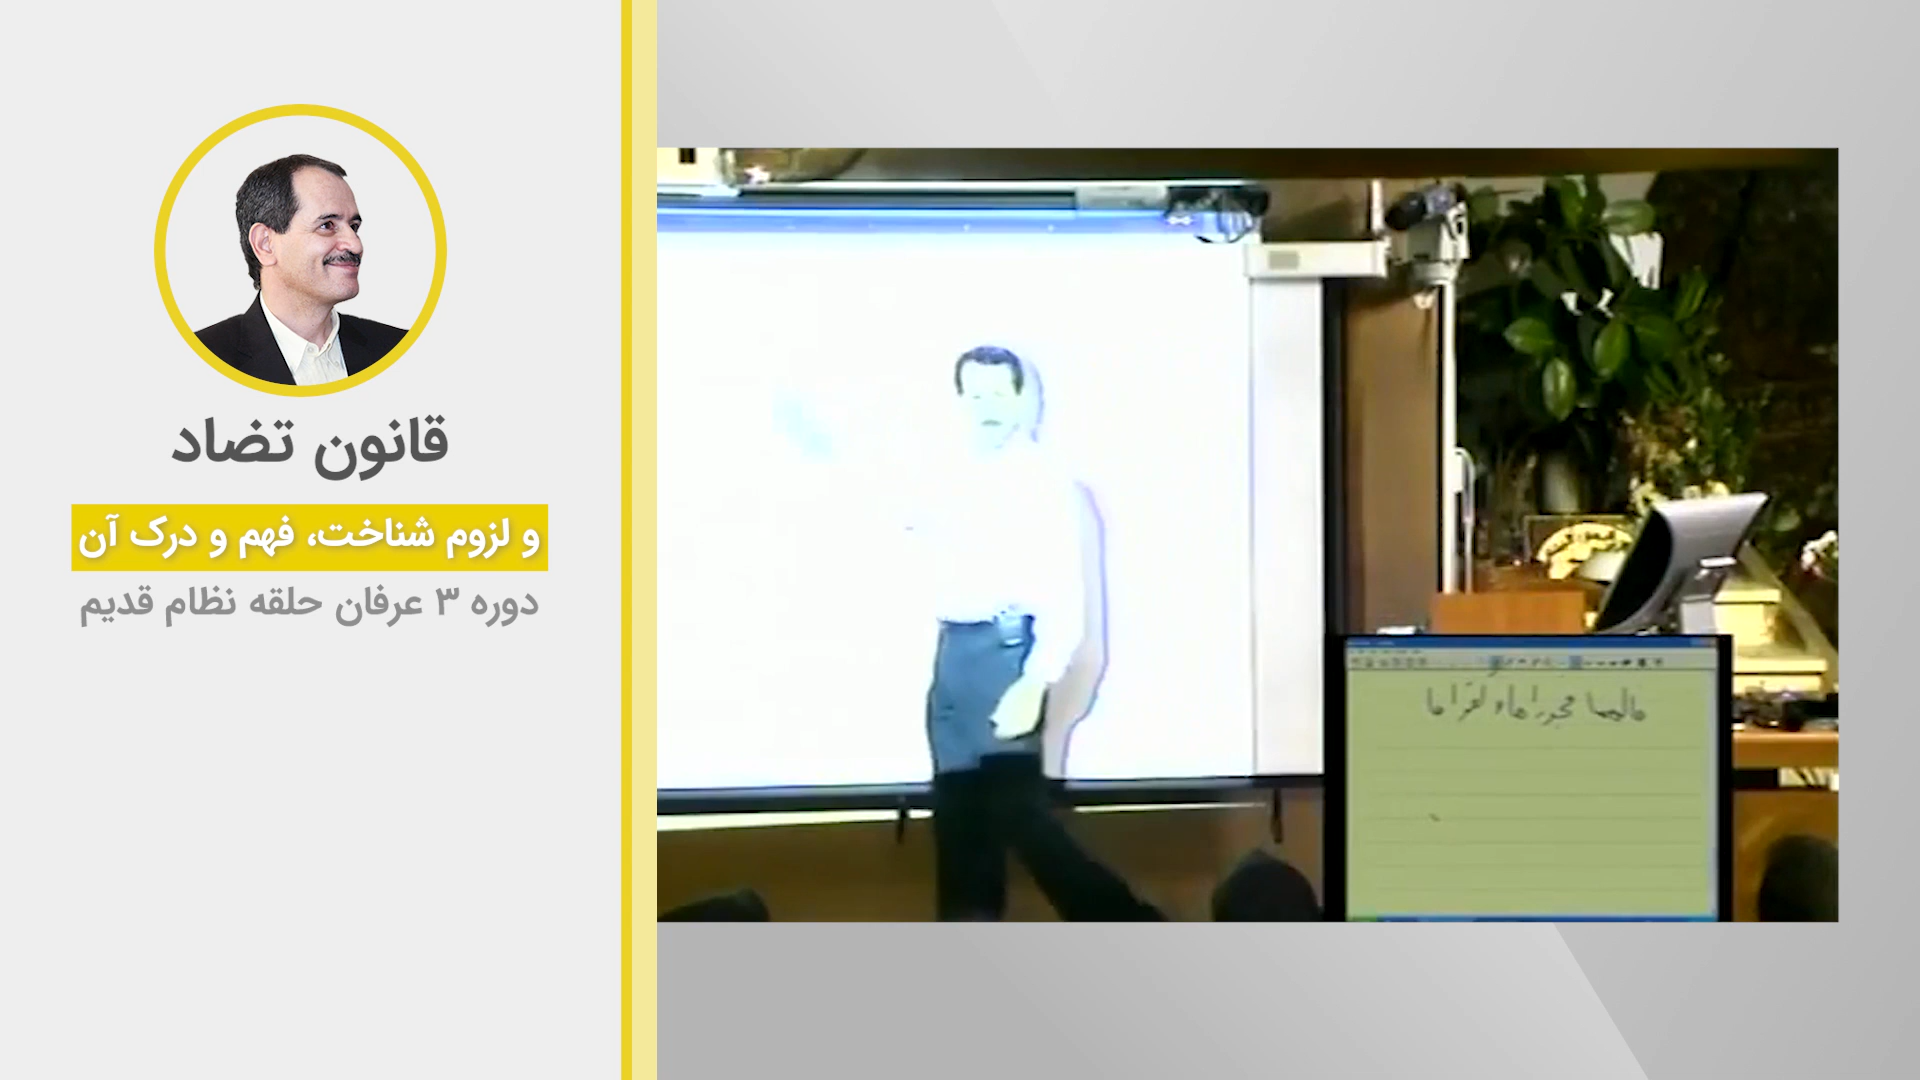 قانون تضاد
و لزوم شناخت، فهم و درک آن
دوره ۳ عرفان حلقه نظام قدیم